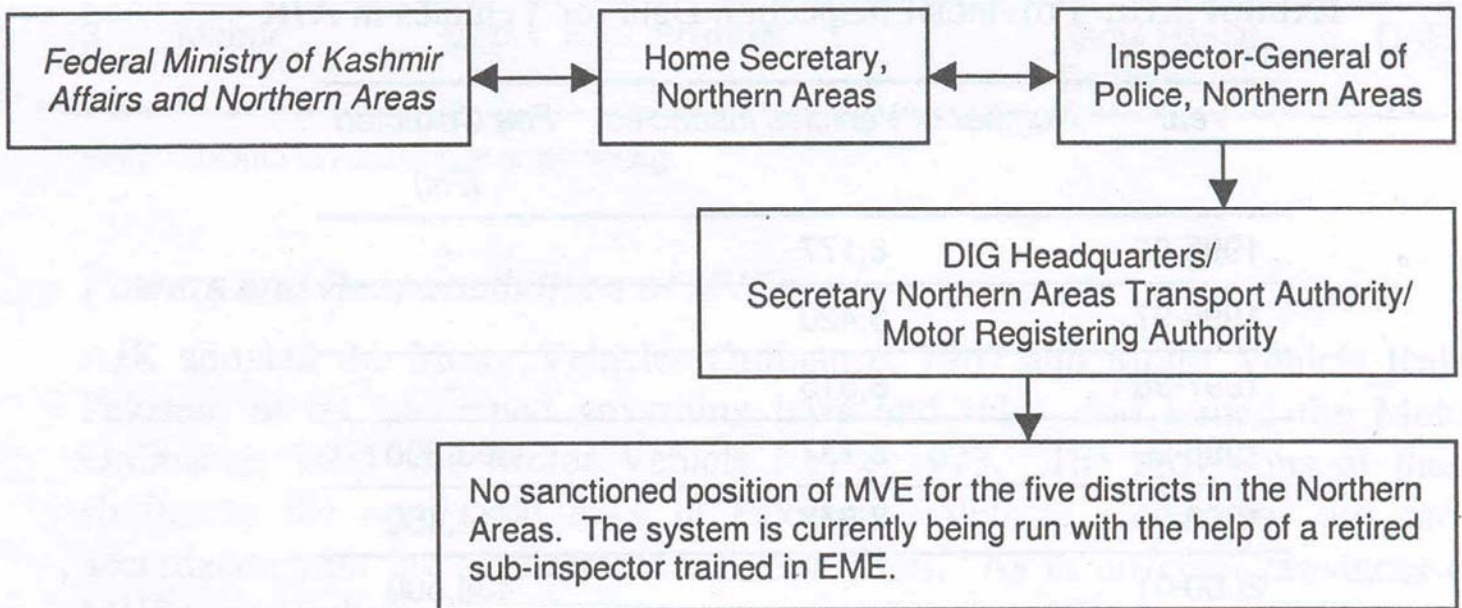 Federal Ministry of Kashmir
Affairs and Northern Areas
Home Secretary,
Northern Areas
Inspector-General of
Police, Northern Areas
DIG Headquarters/
Secretary Northern Areas Transport Authority/
Motor Registering Authority
No sanctioned position of MVE for the five districts in the Northern
Areas. The system is currently being run with the help of a retired
sub-inspector trained in EME.